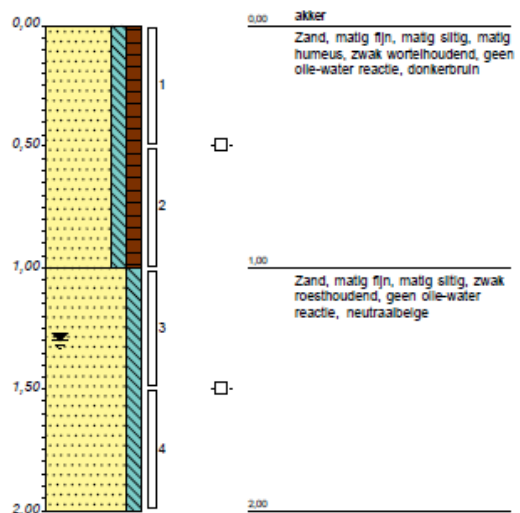 0,00
0,50
1,00
1,50
2,00
1
2
3
4
0,00
akker
Zand, matig fijn, matig siltig, matig
humeus, zwak wortelhoudend, geen
olie-water reactie, donkerbruin
1,00
Zand, matig fijn, matig siltig, zwak
roesthoudend, geen olie-water
reactie, neutraalbeige
2,00